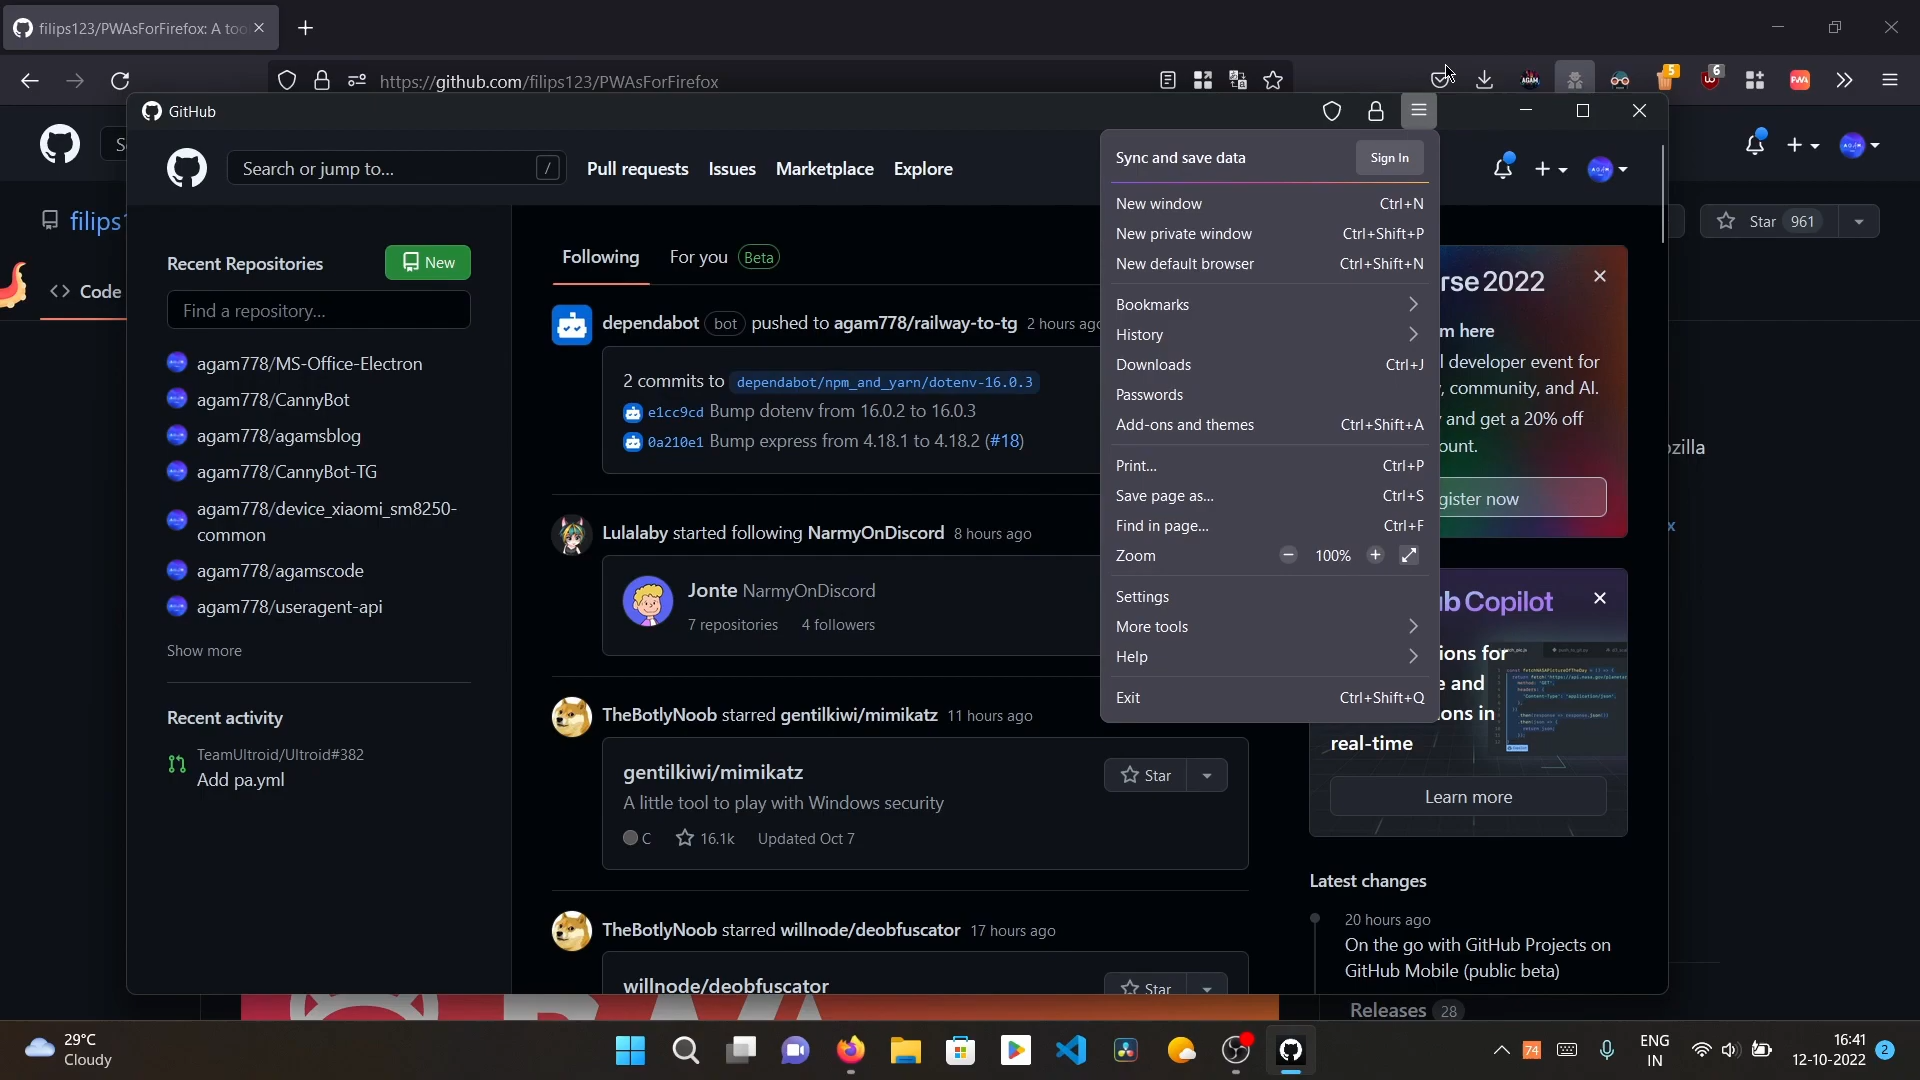 filips123/PWAsForFirefox: A too
https://github.com/filips123/PWAsForFirefox
5
6
GitHub
Search or jump to...
/
Pull requests
Issues
Marketplace
Explore
Sync and save data
Sign In
New window Ctrl+N
New private window Ctrl+Shift+P
New default browser Ctrl+Shift+N
Bookmarks
History
Downloads Ctrl+J
Passwords
Add-ons and themes Ctrl+Shift+A
Print... Ctrl+P
Save page as... Ctrl+S
Find in page... Ctrl+F
Zoom 100%
Settings
More tools
Help
Exit Ctrl+Shift+Q
filips
Code
Star 961
Recent Repositories
New
Find a repository...
agam778/MS-Office-Electron
agam778/CannyBot
agam778/agamsblog
agam778/CannyBot-TG
agam778/device_xiaomi_sm8250-
common
agam778/agamscode
agam778/useragent-api
Show more
Recent activity
TeamUltroid/Ultroid#382
Add pa.yml
Following
For you Beta
dependabot bot pushed to agam778/railway-to-tg 2 hours ago
2 commits to dependabot/npm_and_yarn/dotenv-16.0.3
e1cc9cd Bump dotenv from 16.0.2 to 16.0.3
0a210e1 Bump express from 4.18.1 to 4.18.2 (#18)
Lulalaby started following NarmyOnDiscord 8 hours ago
Jonte NarmyOnDiscord
7 repositories 4 followers
TheBotlyNoob starred gentilkiwi/mimikatz 11 hours ago
gentilkiwi/mimikatz
Star
A little tool to play with Windows security
C 16.1k Updated Oct 7
TheBotlyNoob starred willnode/deobfuscator 17 hours ago
willnode/deobfuscator
Star
rse 2022
m here
l developer event for
, community, and AI.
and get a 20% off
ount.
gister now
b Copilot
ions for
e and
ons in
real-time
Learn more
Latest changes
20 hours ago
On the go with GitHub Projects on
GitHub Mobile (public beta)
ozilla
x
Releases 28
29°C
Cloudy
74
ENG
IN
16:41
12-10-2022
2